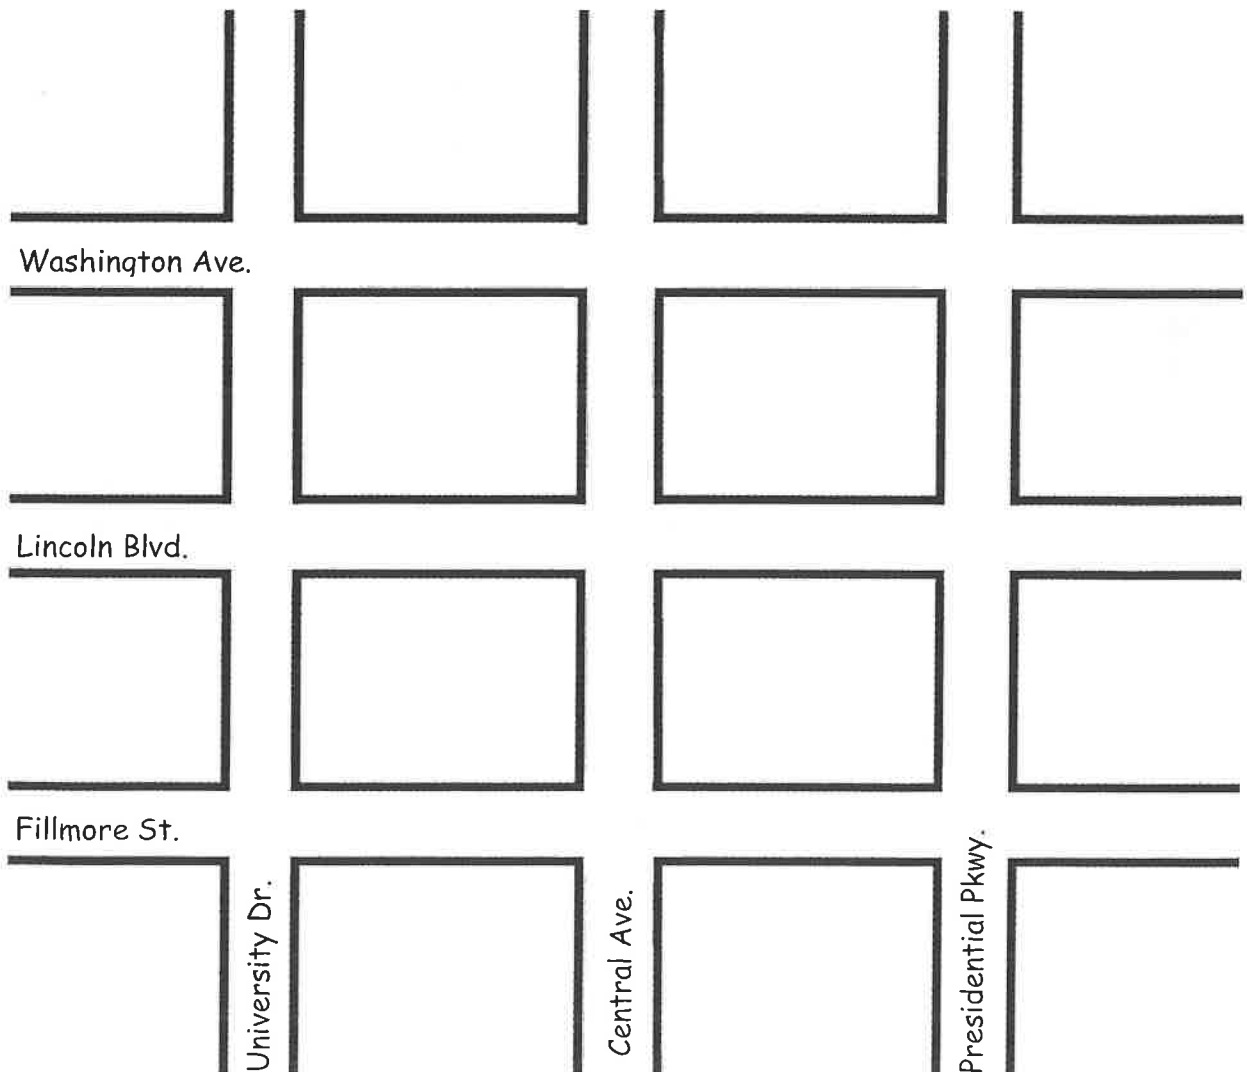 Washington Ave.
Lincoln Blvd.
Fillmore St.
University Dr.
Central Ave.
Presidential Pkwy.